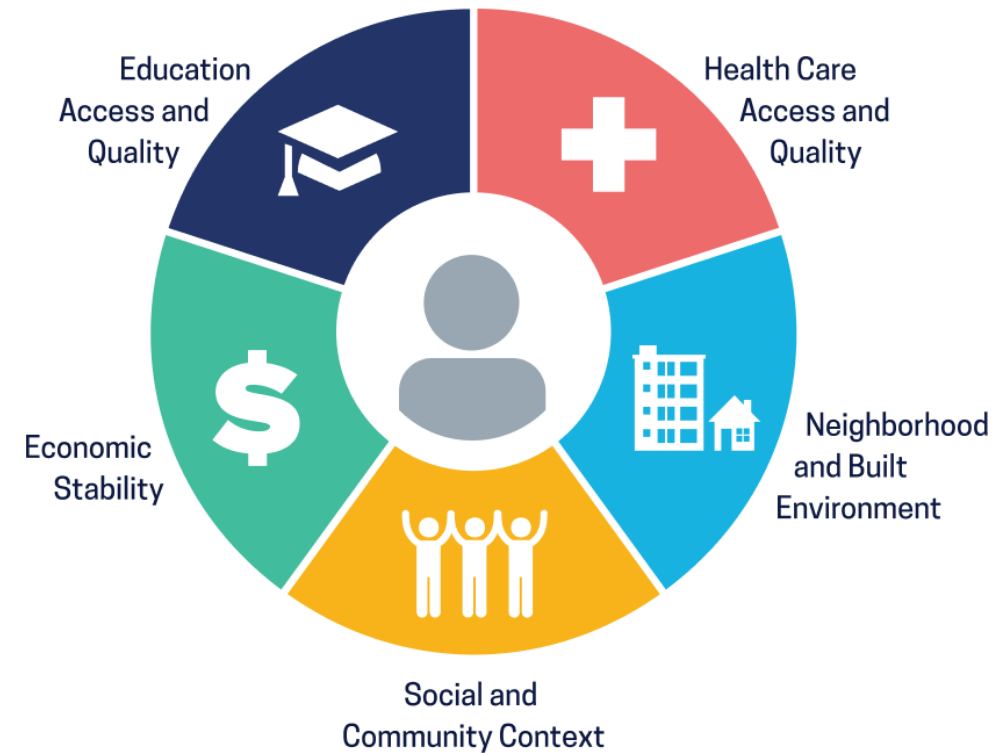 Education
Access and
Quality
Health Care
Access and
Quality
Economic
Stability
Neighborhood
and Built
Environment
Social and
Community Context